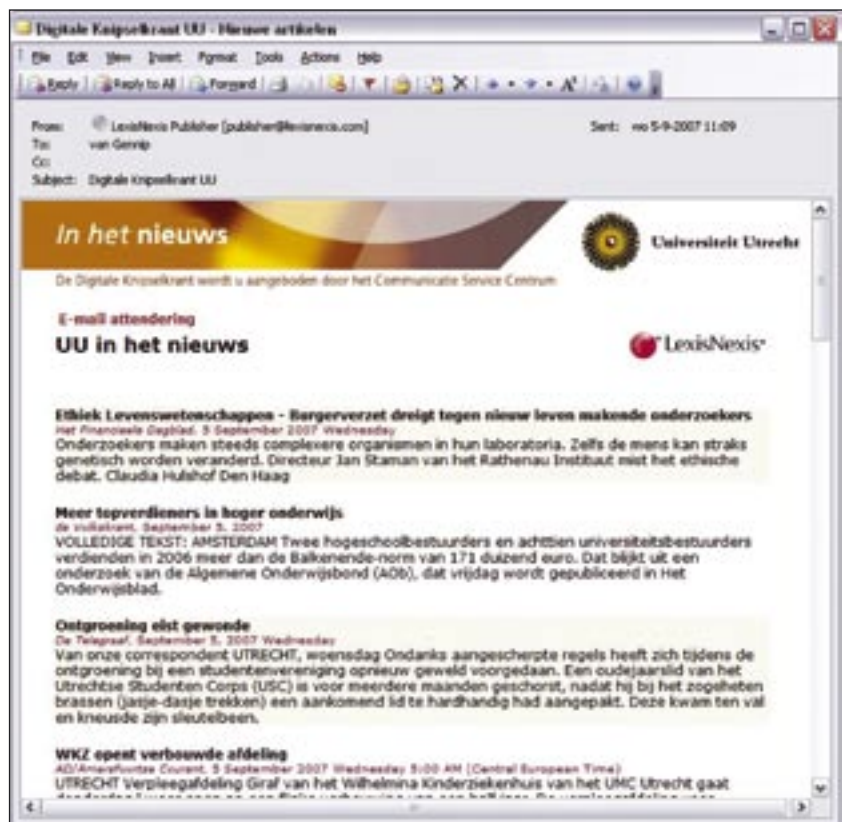 Digitale Knipselkrant UU - Nieuwe artikelen
File Edit View Insert Format Tools Actions Help
Reply Reply to All Forward
From: LexisNexis Publisher [publisher@lexisnexis.com] Sent: wo 5-9-2007 11:09
To: van Gennip
Cc:
Subject: Digitale Knipselkrant UU
In het nieuws
Universiteit Utrecht
De Digitale Knipselkrant wordt u aangeboden door het Communicatie Service Centrum
E-mail attendering
UU in het nieuws
LexisNexis
Ethiek Levenswetenschappen - Burgerverzet dreigt tegen nieuw leven makende onderzoekers
Het Financieele Dagblad, 5 September 2007 Wednesday
Onderzoekers maken steeds complexere organismen in hun laboratoria. Zelfs de mens kan straks
genetisch worden veranderd. Directeur Jan Staman van het Rathenau Instituut mist het ethische
debat. Claudia Hulshof Den Haag
Meer topverdieners in hoger onderwijs
de Volkskrant, September 5, 2007
VOLLEDIGE TEKST: AMSTERDAM Twee hogeschoolbestuurders en achttien universiteitsbestuurders
verdienden in 2006 meer dan de Balkenende-norm van 171 duizend euro. Dat blijkt uit een
onderzoek van de Algemene Onderwijsbond (AOb), dat vrijdag wordt gepubliceerd in Het
Onderwijsblad.
Ontgroening eist gewonde
De Telegraaf, September 5, 2007 Wednesday
Van onze correspondent UTRECHT, woensdag Ondanks aangescherpte regels heeft zich tijdens de
ontgroening bij een studentenvereniging opnieuw geweld voorgedaan. Een oudejaarslid van het
Utrechtse Studenten Corps (USC) is voor meerdere maanden geschorst, nadat hij bij het zogeheten
brassen (jasje-dasje trekken) een aankomend lid te hardhandig had aangepakt. Deze kwam ten val
en kneusde zijn sleutelbeen.
WKZ opent verbouwde afdeling
AD/Amersfoortse Courant, 5 September 2007 Wednesday 5:00 AM (Central European Time)
UTRECHT Verpleegafdeling Giraf van het Wilhelmina Kinderziekenhuis van het UMC Utrecht gaat